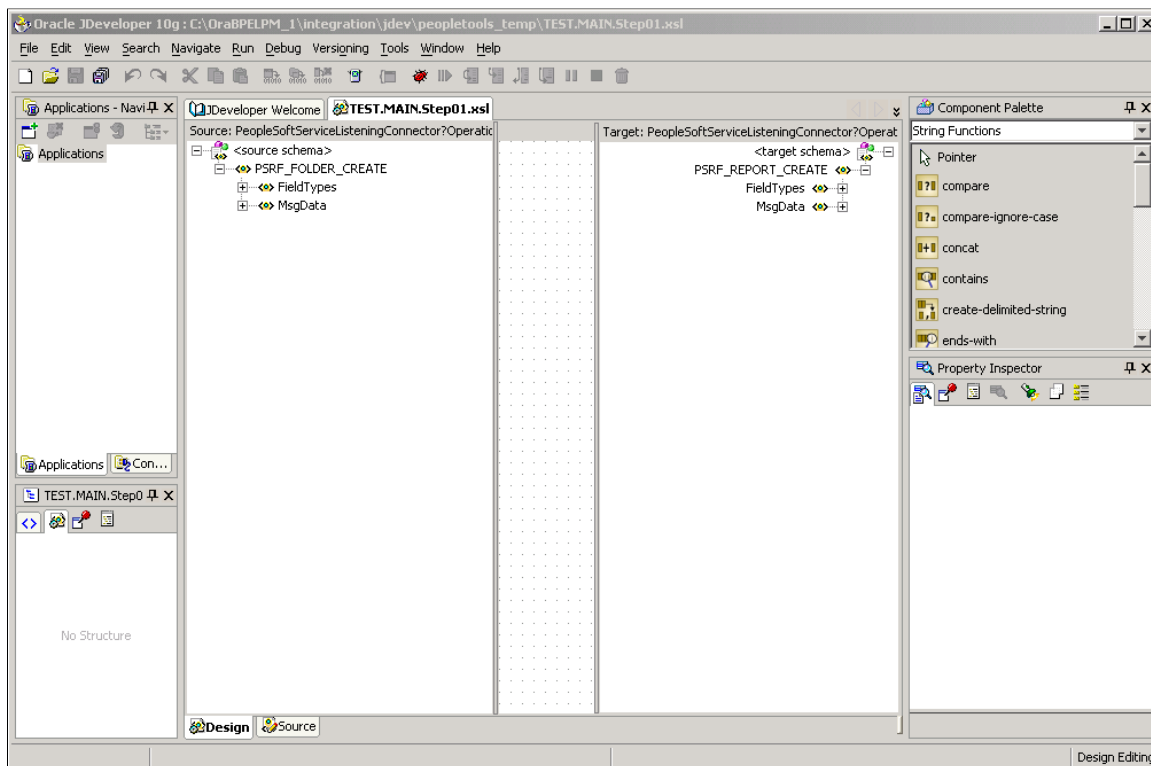 Oracle JDeveloper 10g : C:\OraBPELPM_1\integration\jdev\peopletools_temp\TEST.MAIN.Step01.xsl
File Edit View Search Navigate Run Debug Versioning Tools Window Help
Applications - Navi
Applications
Applications
Con...
TEST.MAIN.Step0
No Structure
JDeveloper Welcome
TEST.MAIN.Step01.xsl
Source: PeopleSoftServiceListeningConnector?Operatic
<source schema>
PSRF_FOLDER_CREATE
FieldTypes
MsgData
Target: PeopleSoftServiceListeningConnector?Operat
<target schema>
PSRF_REPORT_CREATE
FieldTypes
MsgData
Design
Source
Component Palette
String Functions
Pointer
compare
compare-ignore-case
concat
contains
create-delimited-string
ends-with
Property Inspector
Design Editing